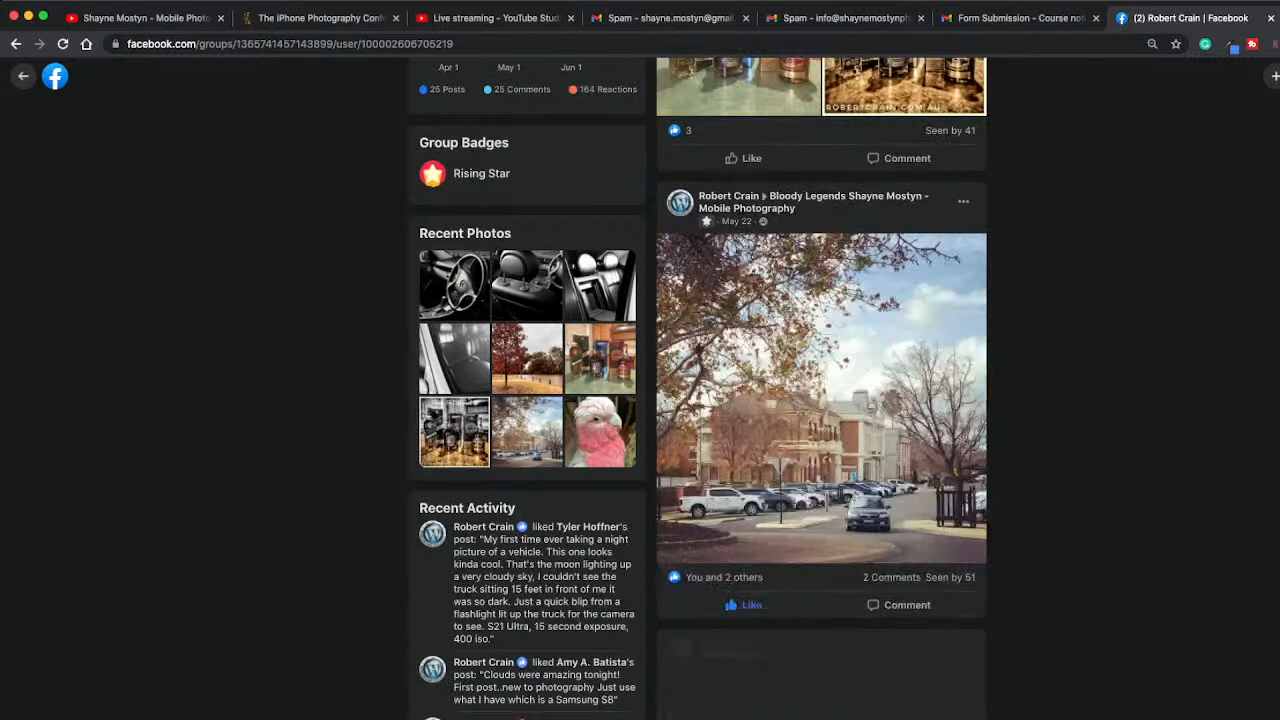 Shayne Mostyn - Mobile Photo
The iPhone Photography Conf
Live streaming - YouTube Stud
Spam - shayne.mostyn@gmail
Spam - info@shaynemostynph
Form Submission - Course not
(2) Robert Crain | Facebook
facebook.com/groups/1365741457143899/user/100002606705219
Apr 1 May 1 Jun 1
25 Posts 25 Comments 164 Reactions
Group Badges
Rising Star
Recent Photos
Recent Activity
Robert Crain liked Tyler Hoffner's
post: "My first time ever taking a night
picture of a vehicle. This one looks
kinda cool. That's the moon lighting up
a very cloudy sky, I couldn't see the
truck sitting 15 feet in front of me it
was so dark. Just a quick blip from a
flashlight lit up the truck for the camera
to see. S21 Ultra, 15 second exposure,
400 iso."
Robert Crain liked Amy A. Batista's
post: "Clouds were amazing tonight!
First post..new to photography Just use
what I have which is a Samsung S8"
ROBERTCRAIN.COM.AU
3 Seen by 41
Like Comment
Robert Crain Bloody Legends Shayne Mostyn -
Mobile Photography
· May 22 ·
You and 2 others 2 Comments Seen by 51
Like Comment